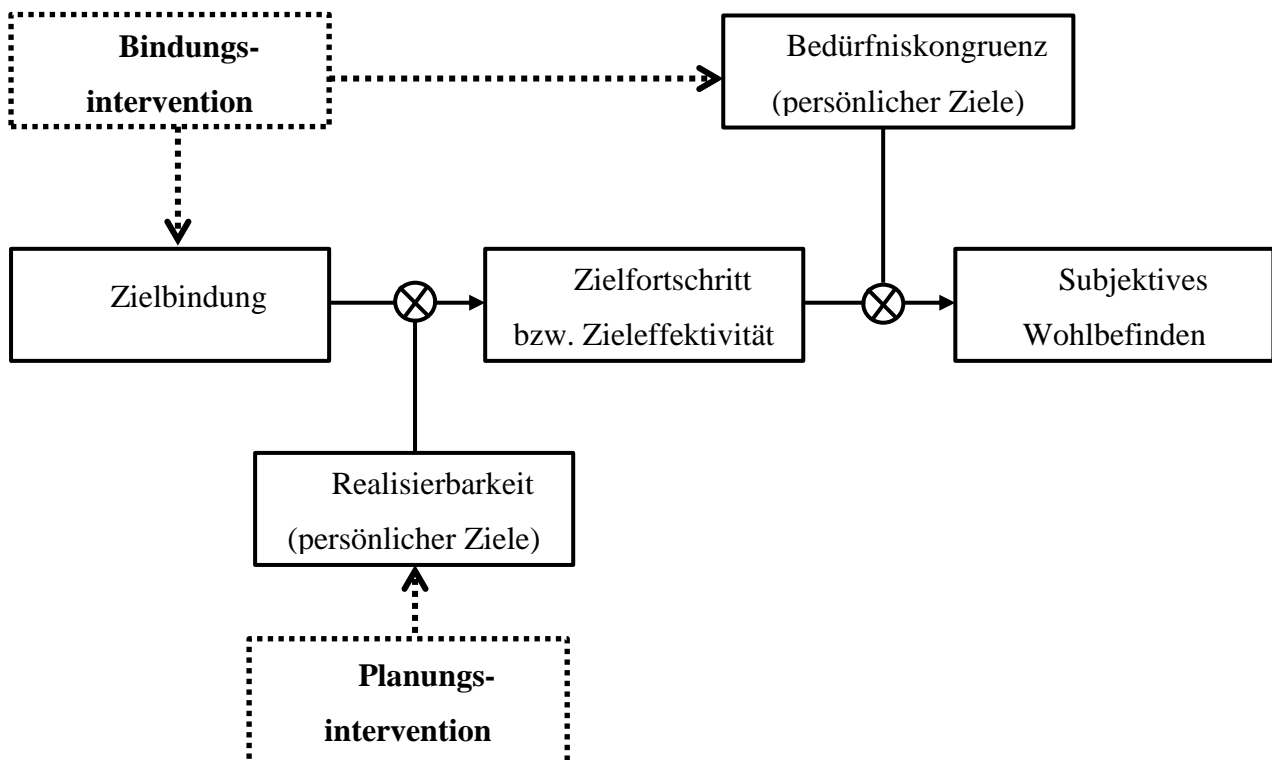 Bindungs-
intervention
Bedürfniskongruenz
(persönlicher Ziele)
Zielbindung
Zielfortschritt
bzw. Zieleffektivität
Subjektives
Wohlbefinden
Realisierbarkeit
(persönlicher Ziele)
Planungs-
intervention